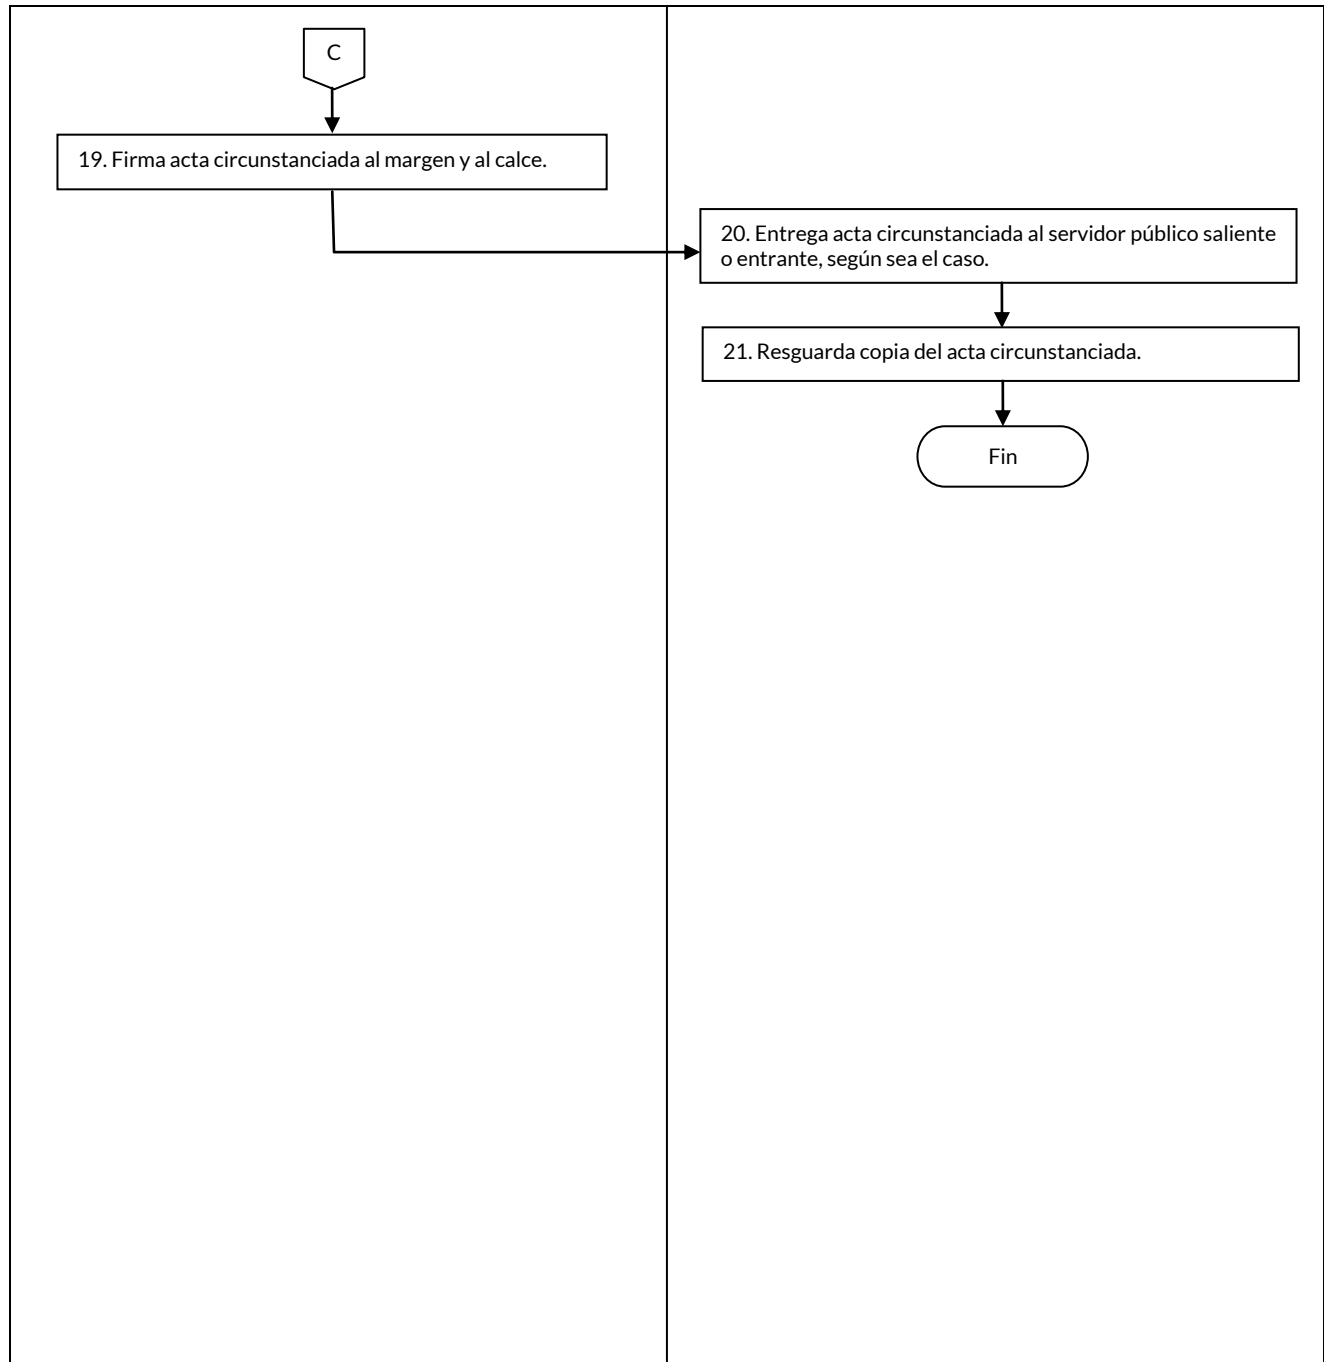 C
19. Firma acta circunstanciada al margen y al calce.
20. Entrega acta circunstanciada al servidor público saliente
o entrante, según sea el caso.
21. Resguarda copia del acta circunstanciada.
Fin